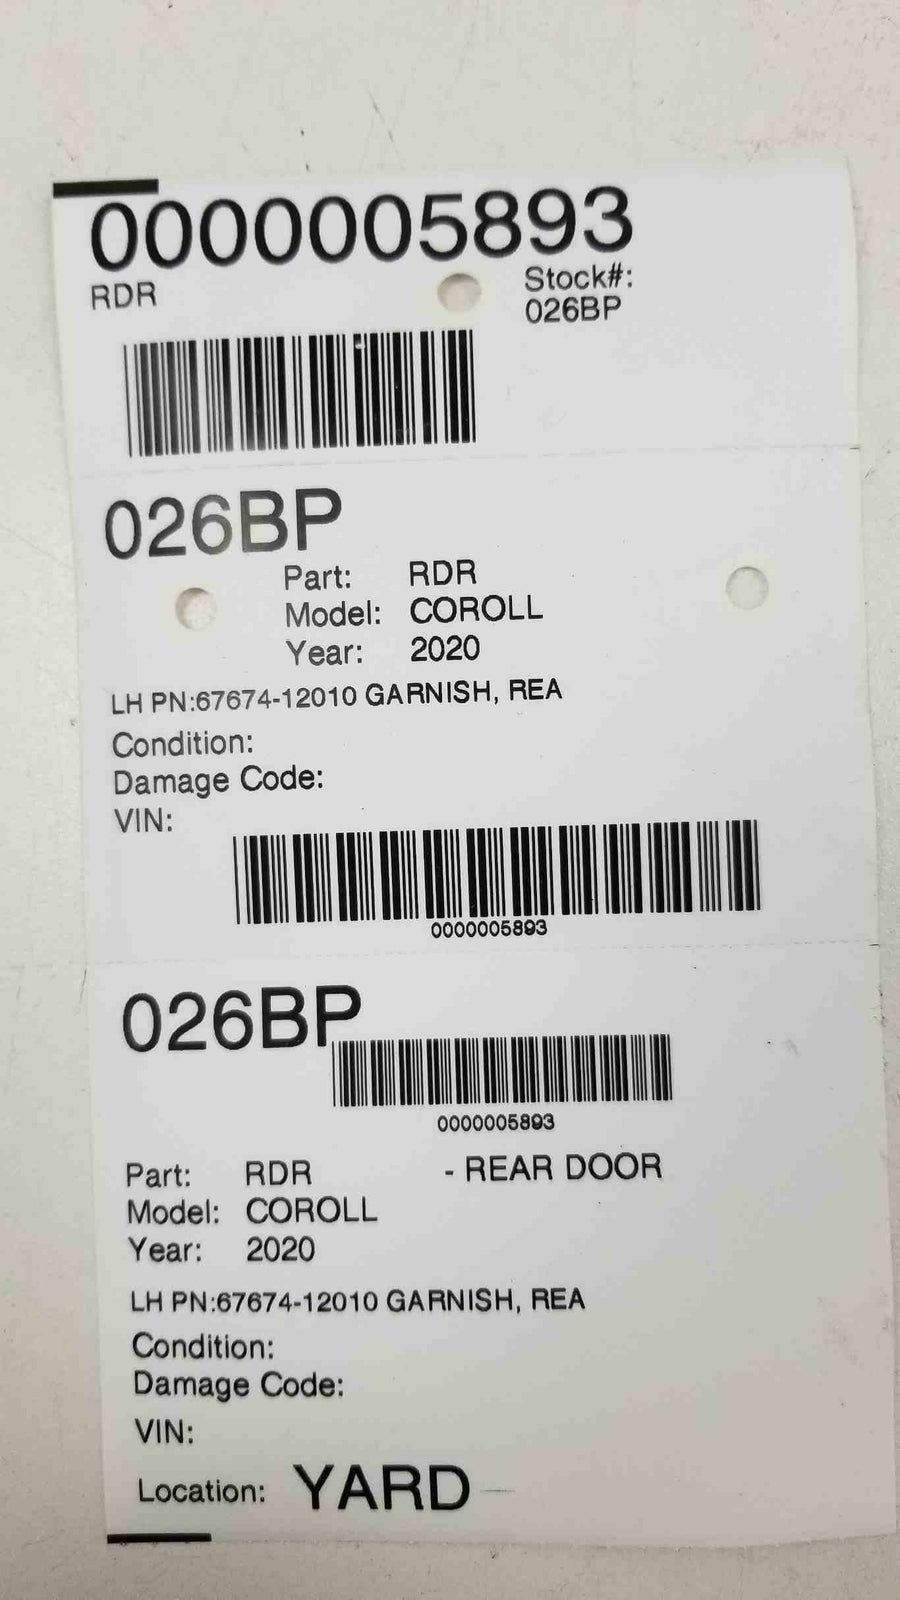 0000005893
RDR
Stock#:
026BP
026BP
Part: RDR
Model: COROLL
Year: 2020
LH PN:67674-12010 GARNISH, REA
Condition:
Damage Code:
VIN:
0000005893
026BP
0000005893
Part: RDR - REAR DOOR
Model: COROLL
Year: 2020
LH PN:67674-12010 GARNISH, REA
Condition:
Damage Code:
VIN:
Location: YARD